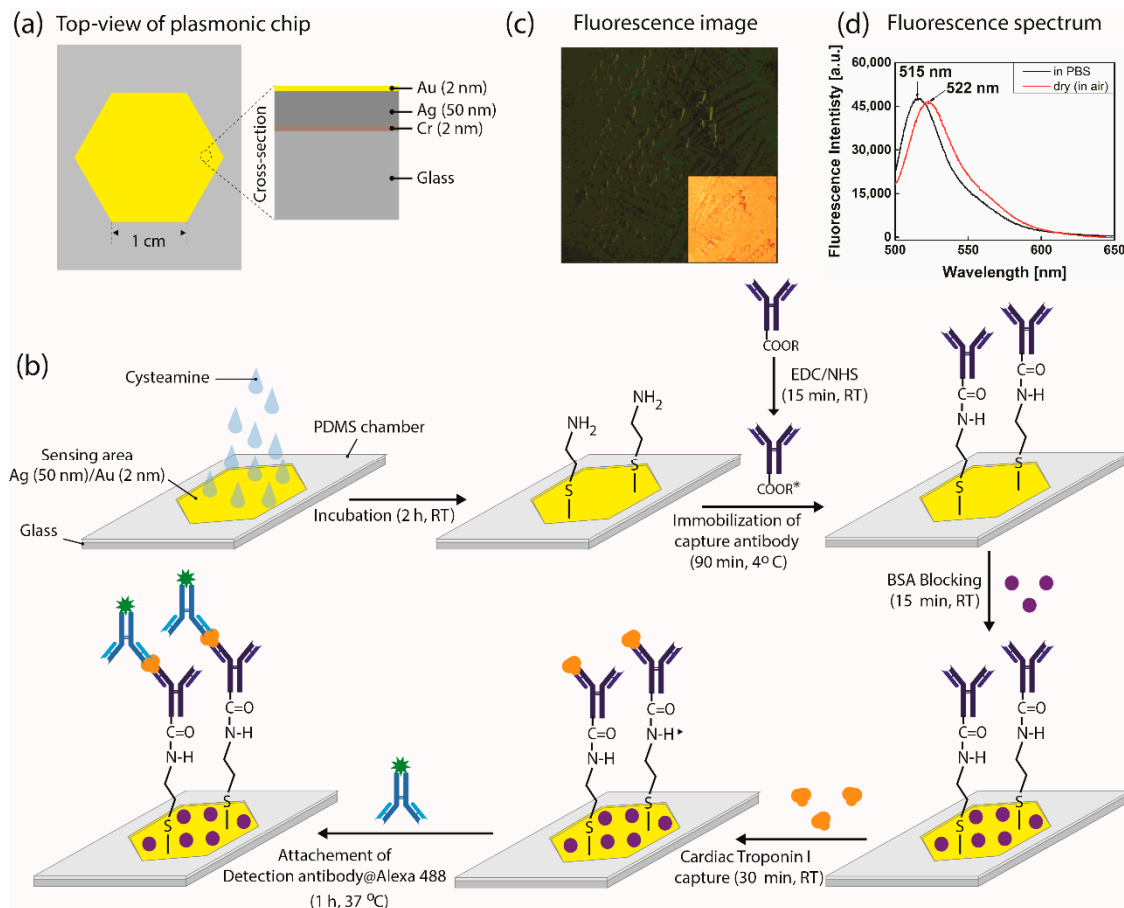 (a) Top-view of plasmonic chip
Cross-section
Au (2 nm)
Ag (50 nm)
Cr (2 nm)
Glass
1 cm
(c) Fluorescence image
(d) Fluorescence spectrum
Fluorescence Intentisty [a.u.]
60,000
45,000
30,000
15,000
0
515 nm
522 nm
in PBS
dry (in air)
500
550
600
650
Wavelength [nm]
(b)
Cysteamine
PDMS chamber
Sensing area
Ag (50 nm)/Au (2 nm)
Glass
Incubation (2 h, RT)
NH2
NH2
S
S
COOR
EDC/NHS
(15 min, RT)
COOR*
Immobilization of
capture antibody
(90 min, 4º C)
C=O
N-H
S
C=O
N-H
S
BSA Blocking
(15 min, RT)
C=O
N-H
S
C=O
N-H
S
Cardiac Troponin I
capture (30 min, RT)
C=O
N-H
S
C=O
N-H
S
Attachement of
Detection antibody@Alexa 488
(1 h, 37 ºC)
C=O
N-H
S
C=O
N-H
S